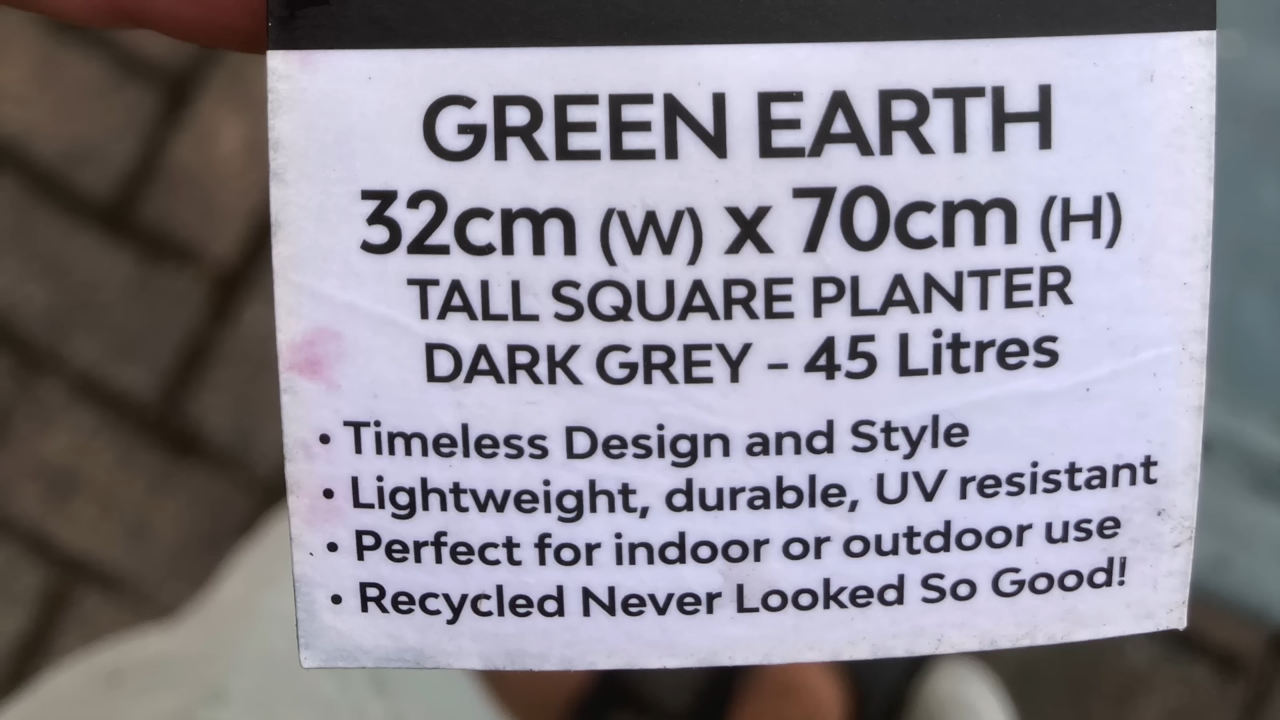 GREEN EARTH
32cm (W) x 70cm (H)
TALL SQUARE PLANTER
DARK GREY - 45 Litres
• Timeless Design and Style
• Lightweight, durable, UV resistant
• Perfect for indoor or outdoor use
• Recycled Never Looked So Good!